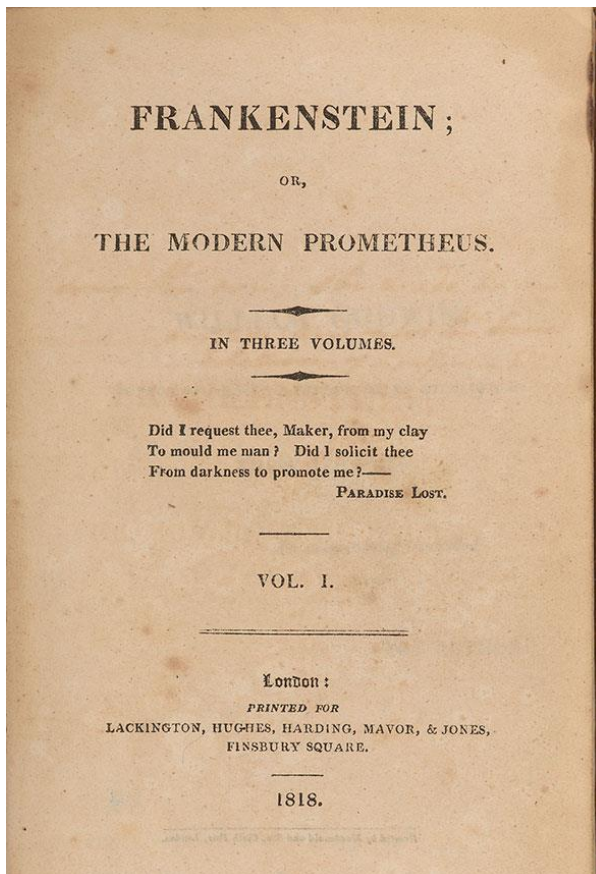 FRANKENSTEIN;
OR,
THE MODERN PROMETHEUS.
IN THREE VOLUMES.
Did I request thee, Maker, from my clay
To mould me man? Did I solicit thee
From darkness to promote me?——
PARADISE LOST.
VOL. I.
London:
PRINTED FOR
LACKINGTON, HUGHES, HARDING, MAVOR, & JONES,
FINSBURY SQUARE.
1818.